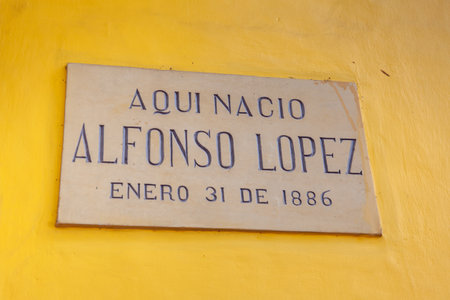 AQUI NACIO
ALFONSO LOPEZ
ENERO 31 DE 1886